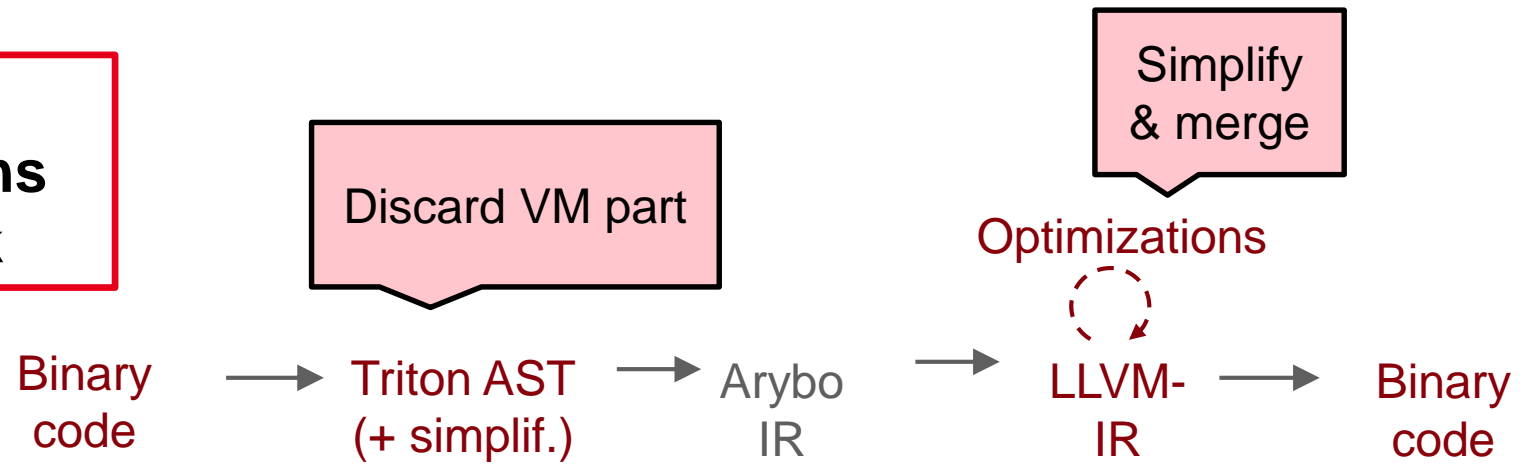 Simplify
& merge
ns
Discard VM part
Optimizations
Binary
code
Triton AST
(+ simplif.)
Arybo
IR
LLVM-
IR
Binary
code